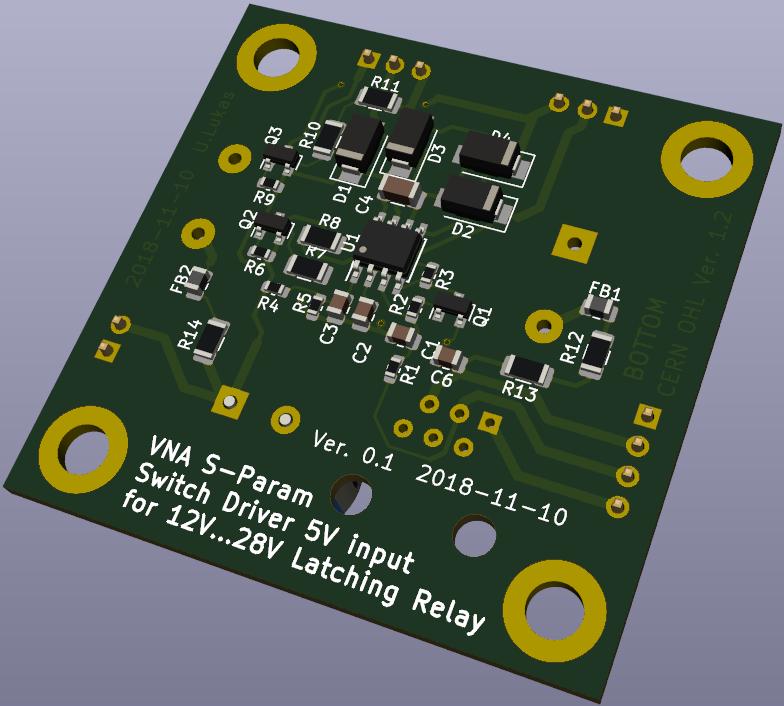 R11
U.Lukas
Q3
R10
D3
D1
C4
R9
D2
2018-11-10
Q2
R8
U1
R7
R6
R3
FB2
R4
R5
R2
Q1
FB1
C3
C2
C1
R14
R1
C6
R13
R12
BOTTOM
CERN OHL Ver. 1.2
Ver. 0.1 2018-11-10
VNA S-Param
Switch Driver 5V input
for 12V...28V Latching Relay